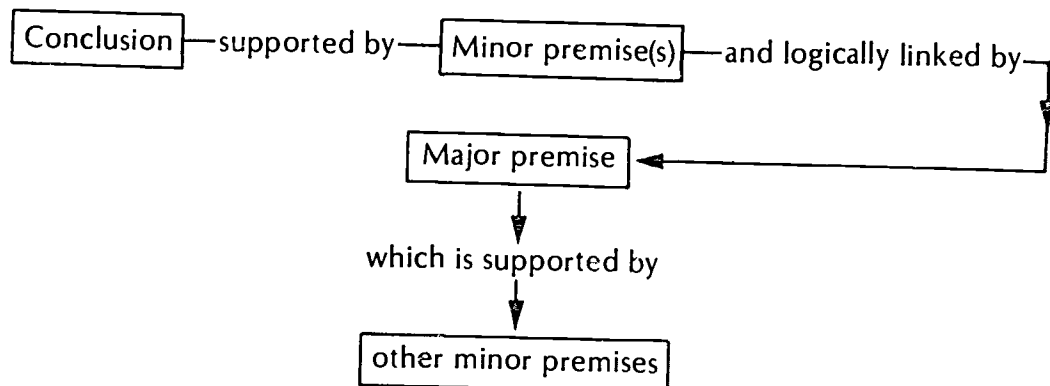 Conclusion supported by Minor premise(s) and logically linked by
Major premise
which is supported by
other minor premises